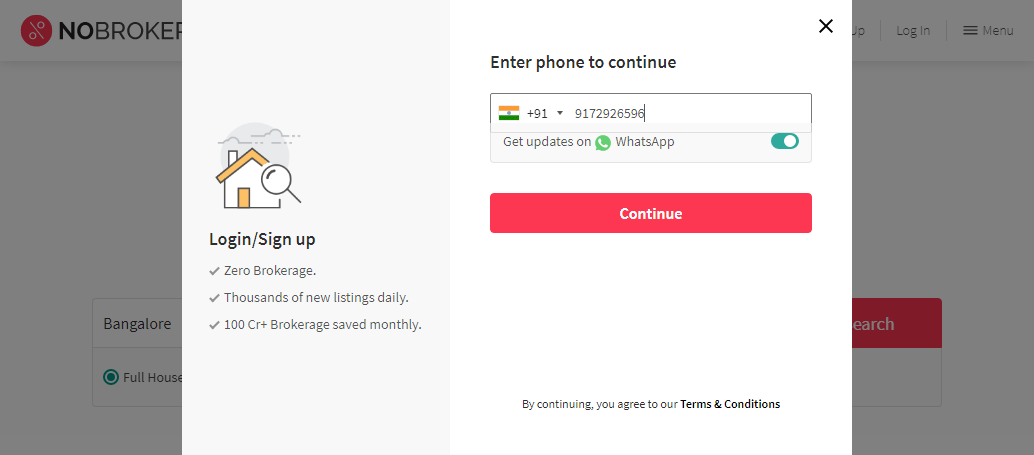 NOBROKER
Up
Log In
Menu
Enter phone to continue
+91 9172926596
Get updates on WhatsApp
Continue
Login/Sign up
Zero Brokerage.
Thousands of new listings daily.
100 Cr+ Brokerage saved monthly.
Bangalore
earch
Full House
By continuing, you agree to our Terms & Conditions